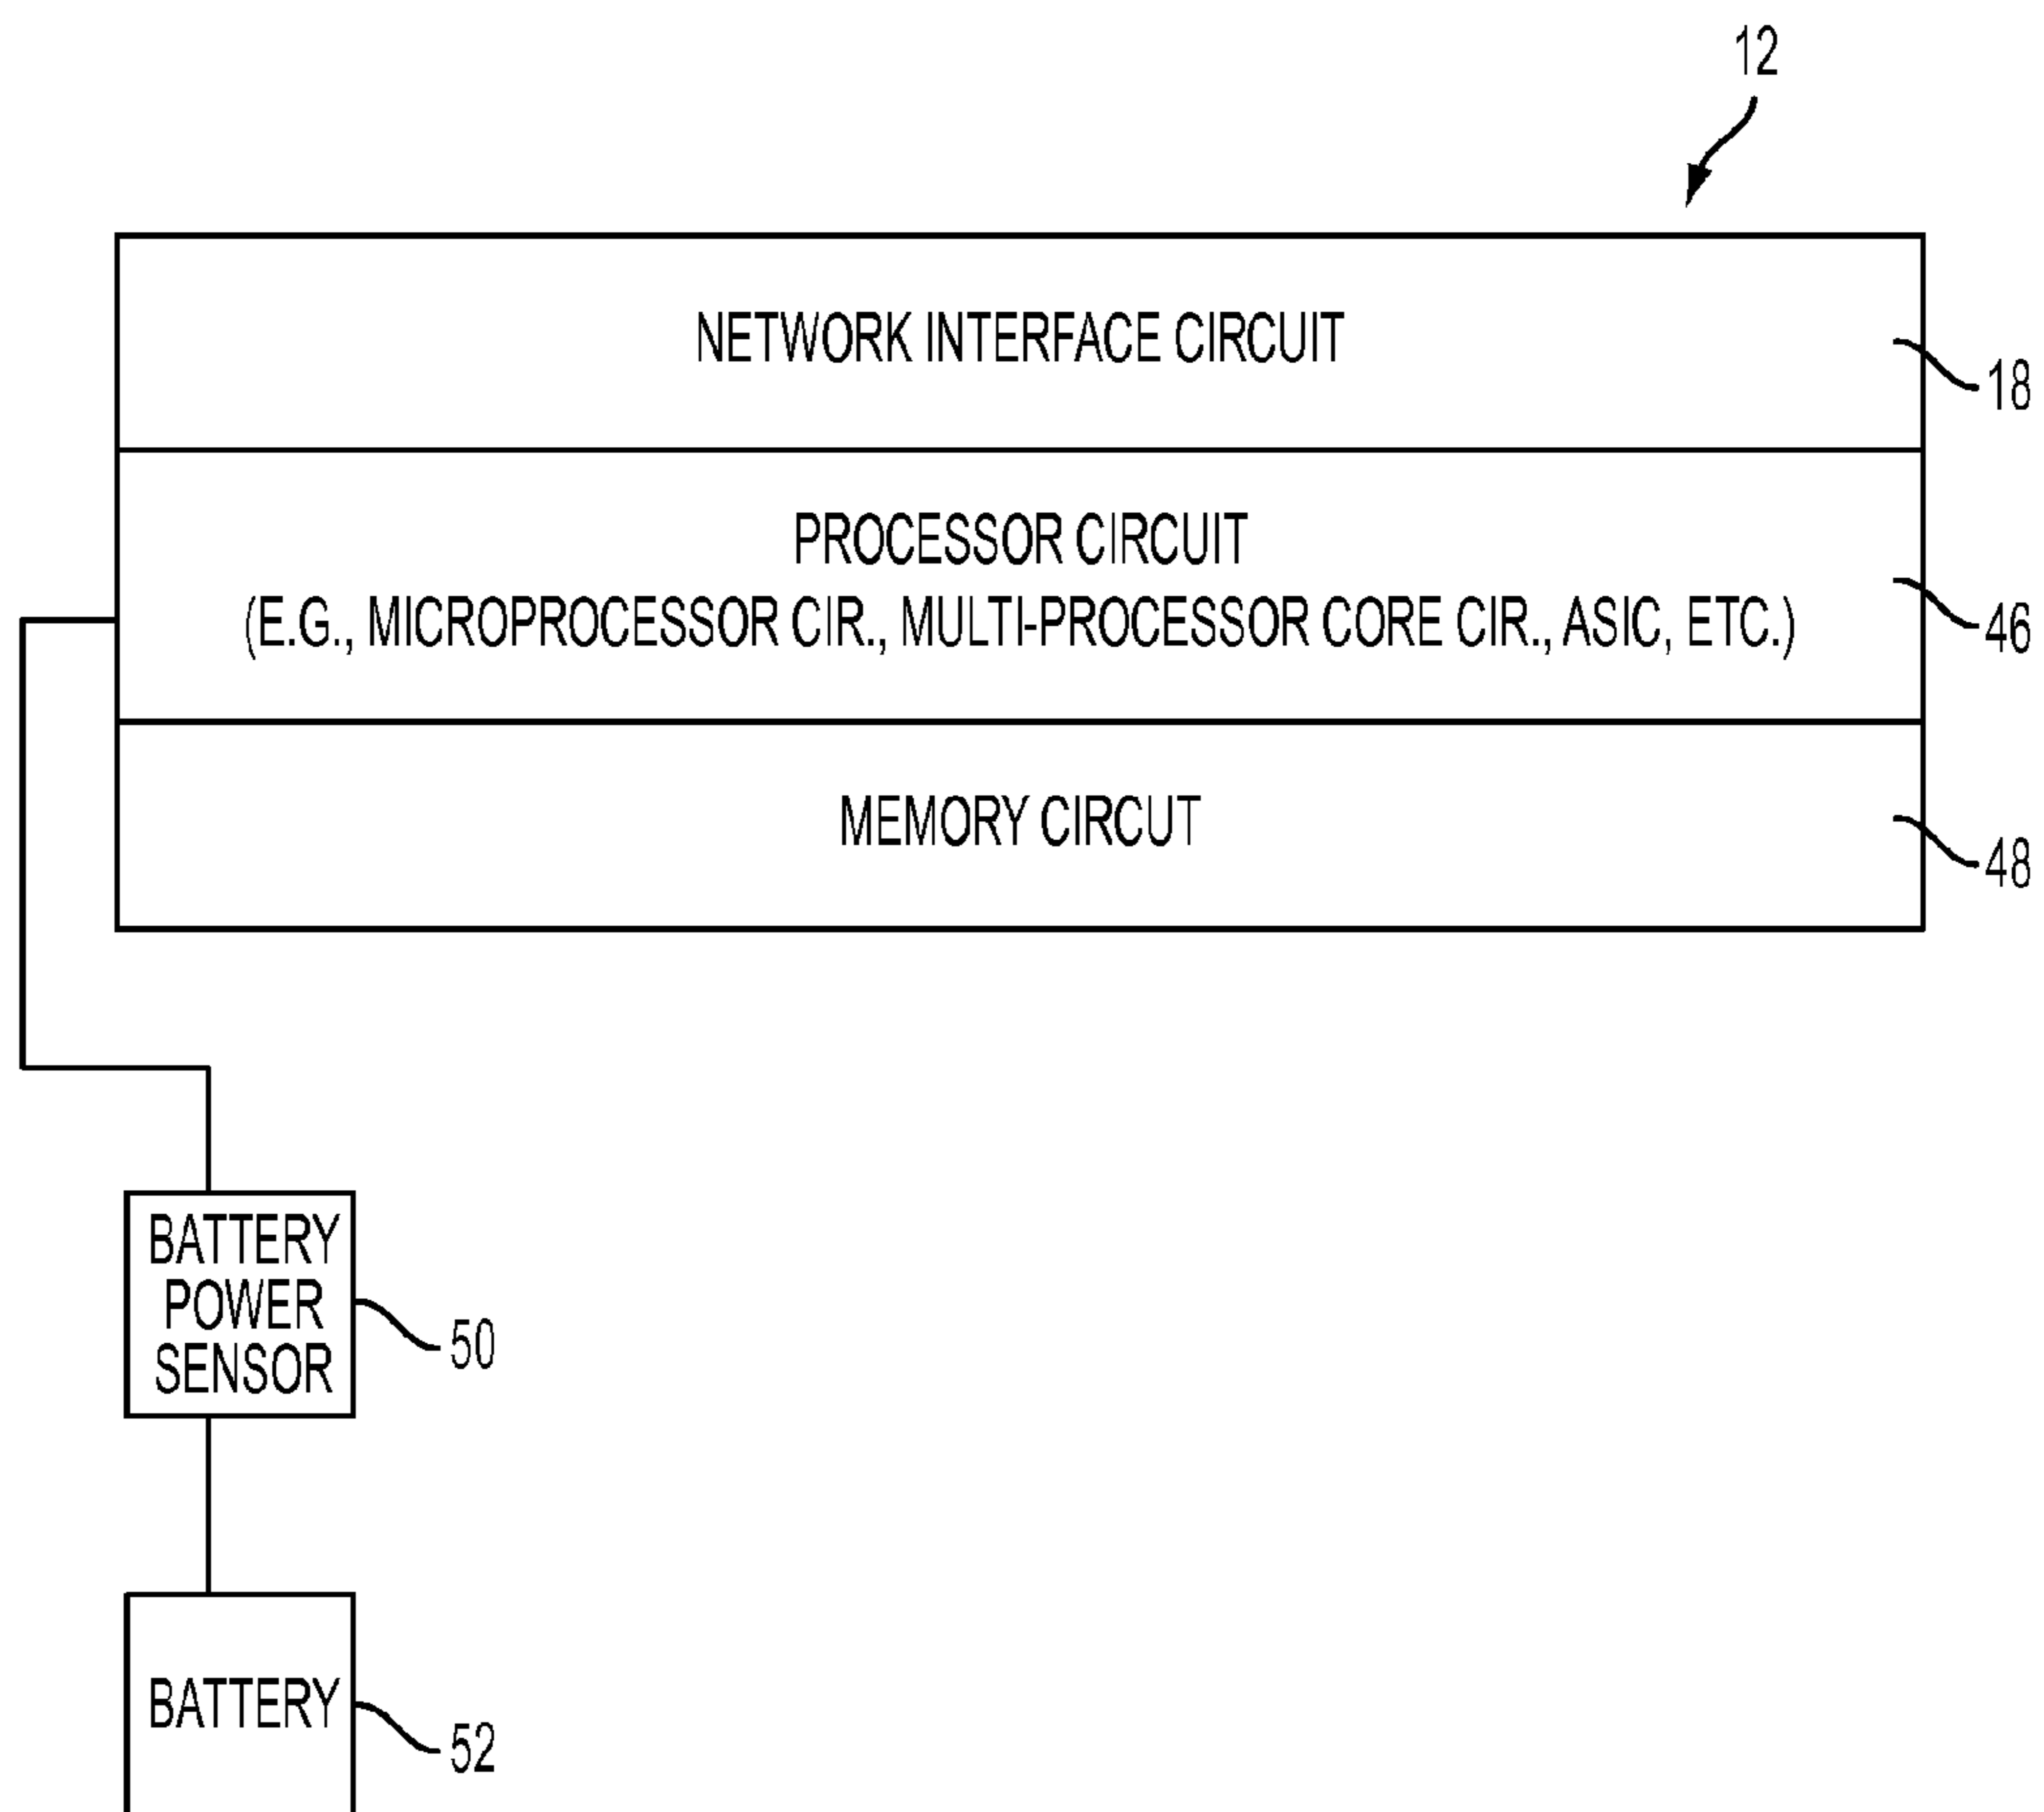 12
NETWORK INTERFACE CIRCUIT
18
PROCESSOR CIRCUIT
(E.G., MICROPROCESSOR CIR., MULTI-PROCESSOR CORE CIR., ASIC, ETC.)
46
MEMORY CIRCUT
48
BATTERY
POWER
SENSOR
50
BATTERY
52